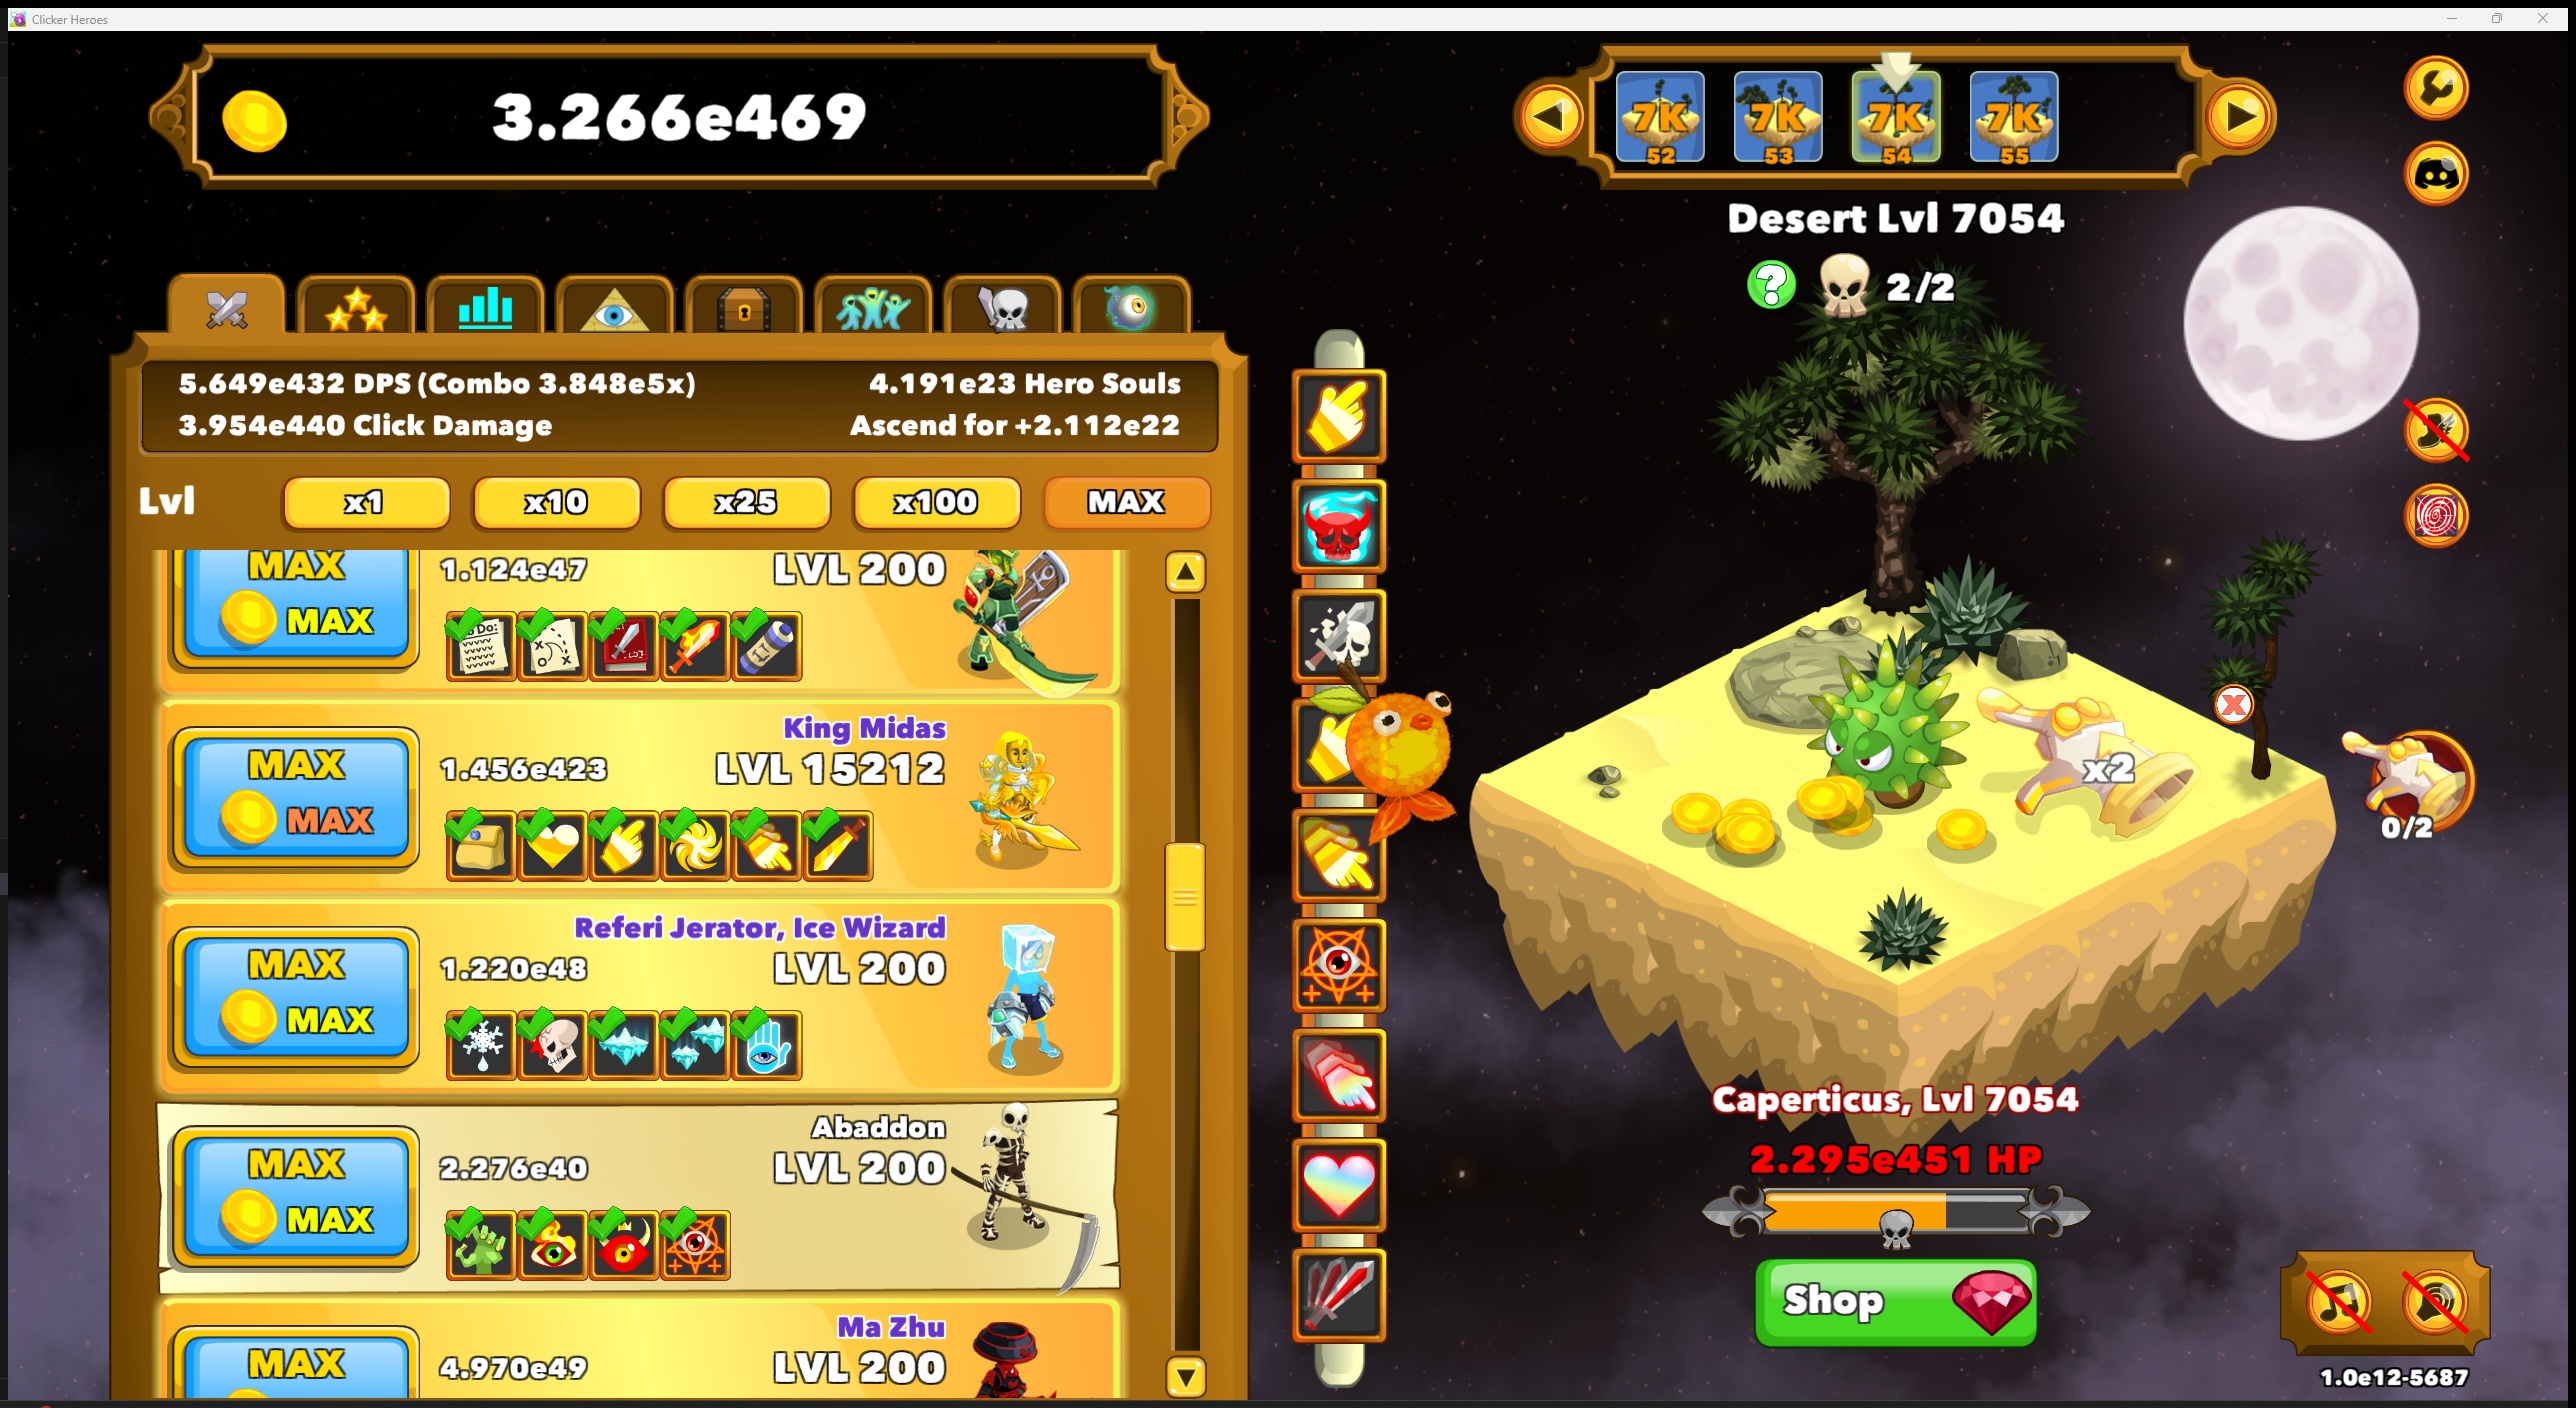 Clicker Heroes
3.266e469
7K
52
7K
53
7K
54
7K
55
Desert Lvl 7054
?
2/2
5.649e432 DPS (Combo 3.848e5x)
4.191e23 Hero Souls
3.954e440 Click Damage
Ascend for +2.112e22
Lvl
x1
x10
x25
x100
MAX
MAX
MAX
1.124e47
LVL 200
Do:
King Midas
MAX
MAX
1.456e423
LVL 15212
Referi Jerator, Ice Wizard
MAX
MAX
1.220e48
LVL 200
Abaddon
MAX
MAX
2.276e40
LVL 200
Ma Zhu
MAX
4.970e49
LVL 200
x2
X
0/2
Caperticus, Lvl 7054
2.295e451 HP
Shop
1.0e12-5687